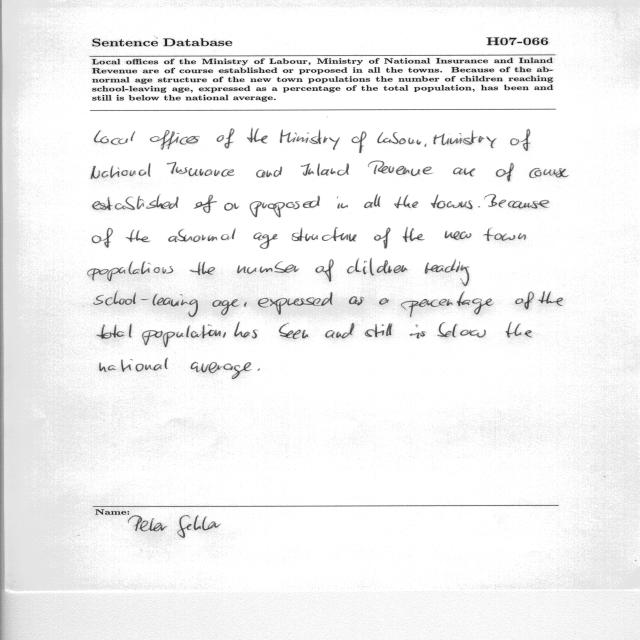 Sentence Database H07-066
Local offices of the Ministry of Labour, Ministry of National Insurance and Inland
Revenue are of course established or proposed in all the towns. Because of the ab-
normal age structure of the new town populations the number of children reaching
school-leaving age, expressed as a percentage of the total population, has been and
still is below the national average.
Local offices of the Ministry of Labour, Ministry of
National Insurance and Inland Revenue are of course
established of or proposed in all the towns. Because
of the abnormal age structure of the new town
populations the number of children reading
school-leaving age, expressed as a percentage of the
total population, has been and still is below the
national average.
Name:
Peter